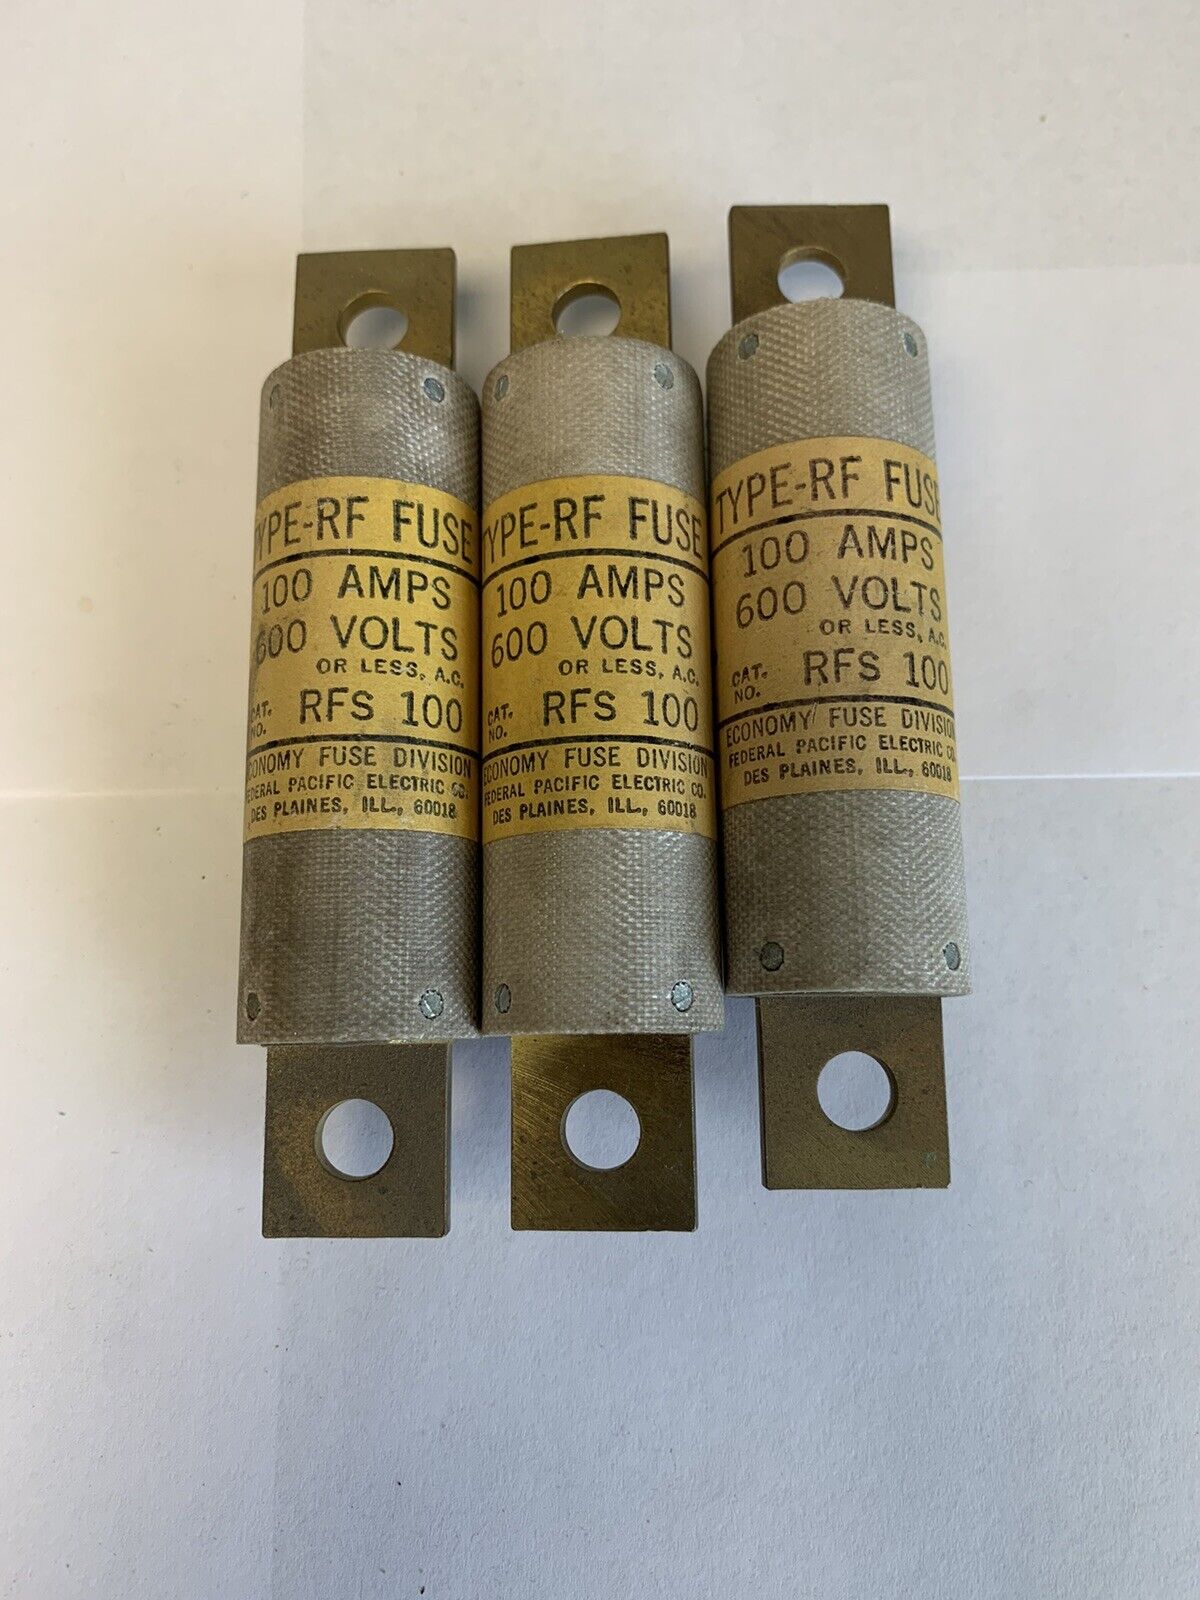 TYPE-RF FUSE
100 AMPS
600 VOLTS
OR LESS, A.C.
CAT. NO. RFS 100
ECONOMY FUSE DIVISION
FEDERAL PACIFIC ELECTRIC CO.
DES PLAINES, ILL., 60018
TYPE-RF FUSE
100 AMPS
600 VOLTS
OR LESS, A.C.
CAT. NO. RFS 100
ECONOMY FUSE DIVISION
FEDERAL PACIFIC ELECTRIC CO.
DES PLAINES, ILL., 60018
TYPE-RF FUSE
100 AMPS
600 VOLTS
OR LESS, A.C.
CAT. NO. RFS 100
ECONOMY FUSE DIVISION
FEDERAL PACIFIC ELECTRIC CO.
DES PLAINES, ILL., 60018